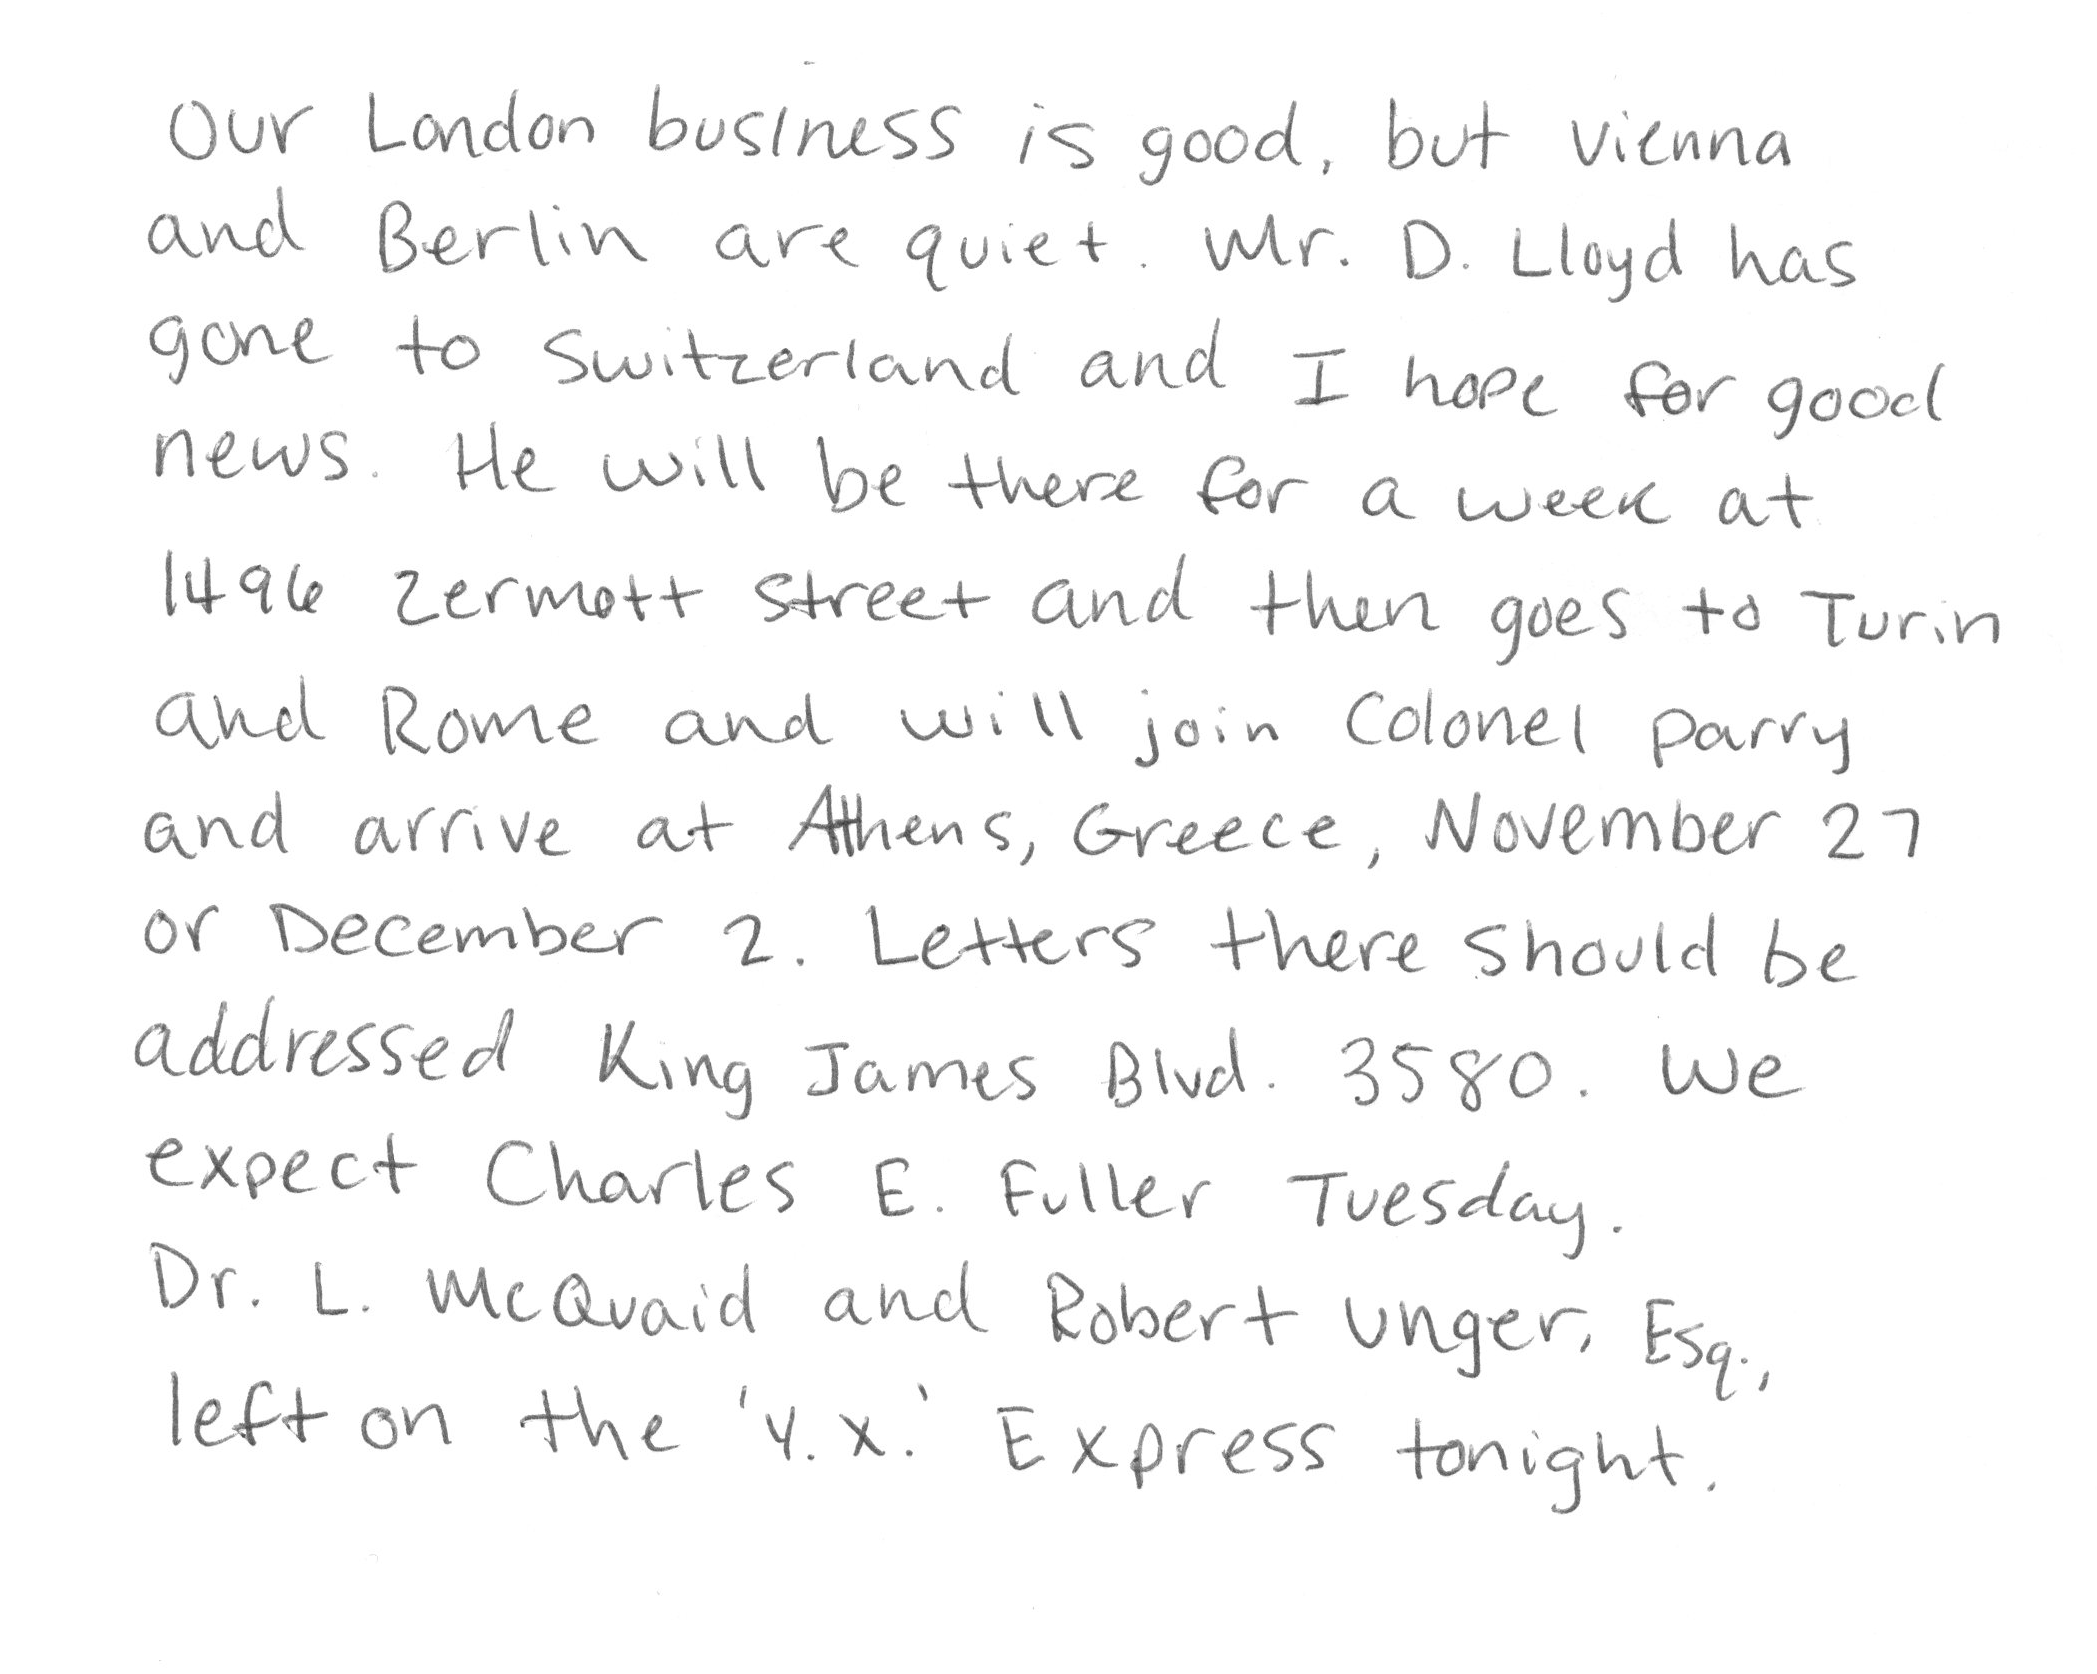 Our London business is good, but Vienna
and Berlin are quiet. Mr. D. Lloyd has
gone to Switzerland and I hope for good
news. He will be there for a week at
1496 Zermott Street and then goes to Turin
and Rome and will join Colonel Parry
and arrive at Athens, Greece, November 27
or December 2. Letters there should be
addressed King James Blvd. 3580. We
expect Charles E. Fuller Tuesday.
Dr. L. McQuaid and Robert Unger, Esq.,
left on the 'Y.X.' Express tonight.